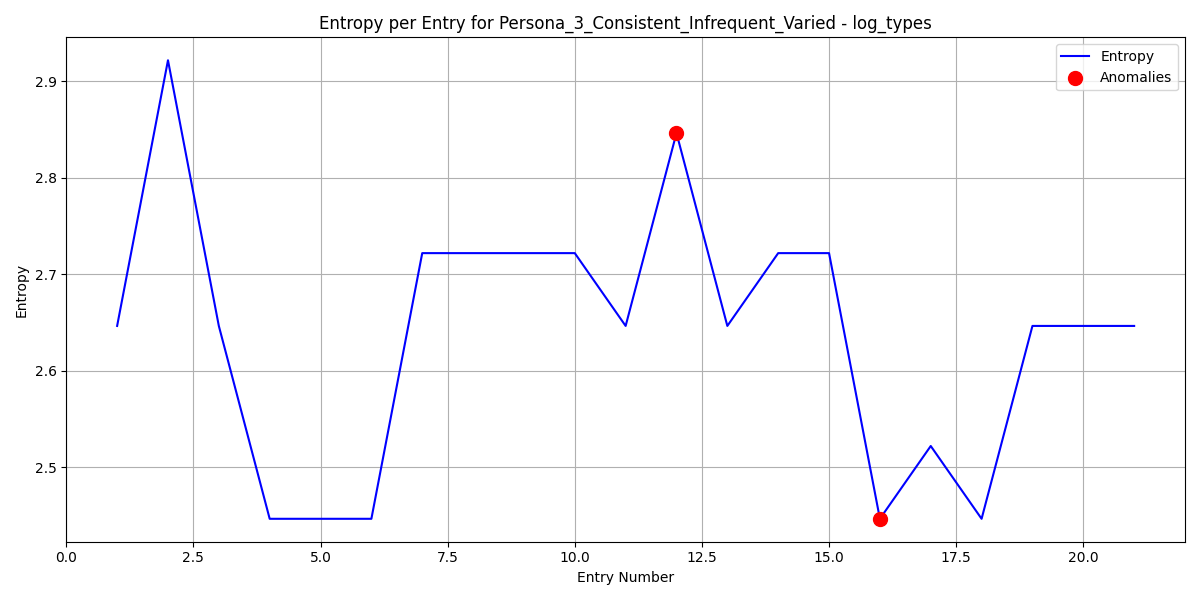 Entropy per Entry for Persona_3_Consistent_Infrequent_Varied - log_types
Entropy
Anomalies
2.9
2.8
2.7
2.6
2.5
Entropy
0.0 2.5 5.0 7.5 10.0 12.5 15.0 17.5 20.0
Entry Number